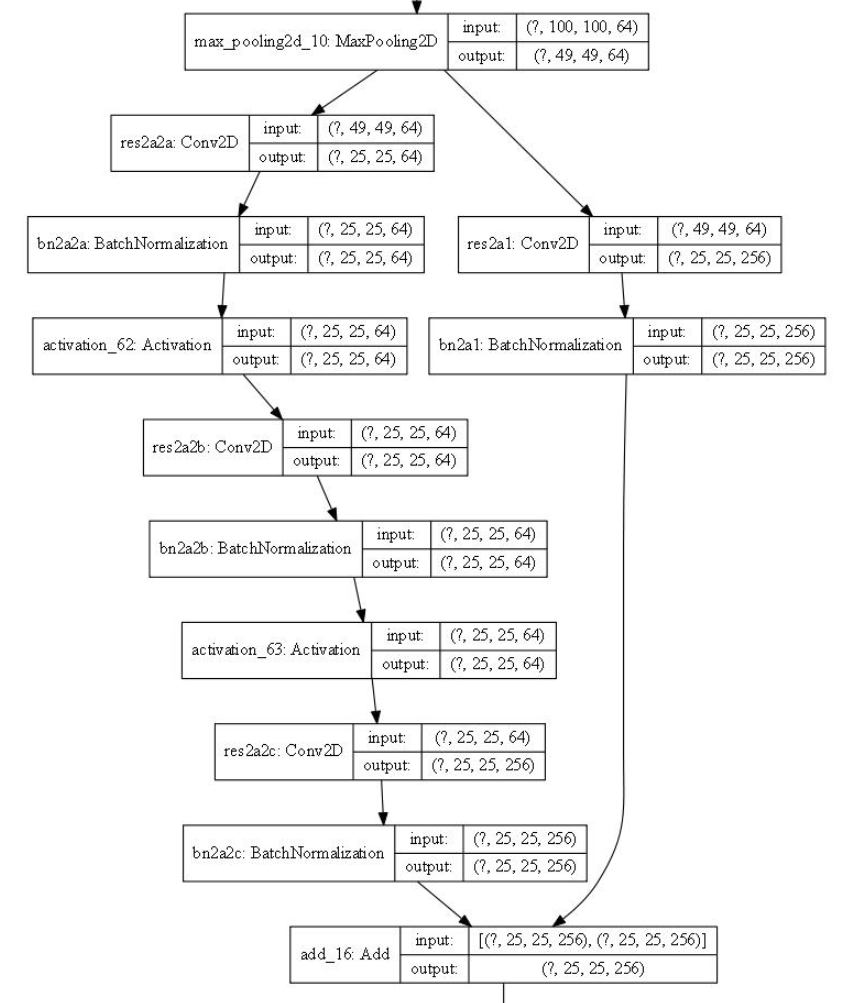 max_pooling2d_10: MaxPooling2D
input: (?, 100, 100, 64)
output: (?, 49, 49, 64)
res2a2a: Conv2D
input: (?, 49, 49, 64)
output: (?, 25, 25, 64)
bn2a2a: BatchNormalization
input: (?, 25, 25, 64)
output: (?, 25, 25, 64)
res2a1: Conv2D
input: (?, 49, 49, 64)
output: (?, 25, 25, 256)
activation_62: Activation
input: (?, 25, 25, 64)
output: (?, 25, 25, 64)
bn2a1: BatchNormalization
input: (?, 25, 25, 256)
output: (?, 25, 25, 256)
res2a2b: Conv2D
input: (?, 25, 25, 64)
output: (?, 25, 25, 64)
bn2a2b: BatchNormalization
input: (?, 25, 25, 64)
output: (?, 25, 25, 64)
activation_63: Activation
input: (?, 25, 25, 64)
output: (?, 25, 25, 64)
res2a2c: Conv2D
input: (?, 25, 25, 64)
output: (?, 25, 25, 256)
bn2a2c: BatchNormalization
input: (?, 25, 25, 256)
output: (?, 25, 25, 256)
add_16: Add
input: [(?, 25, 25, 256), (?, 25, 25, 256)]
output: (?, 25, 25, 256)